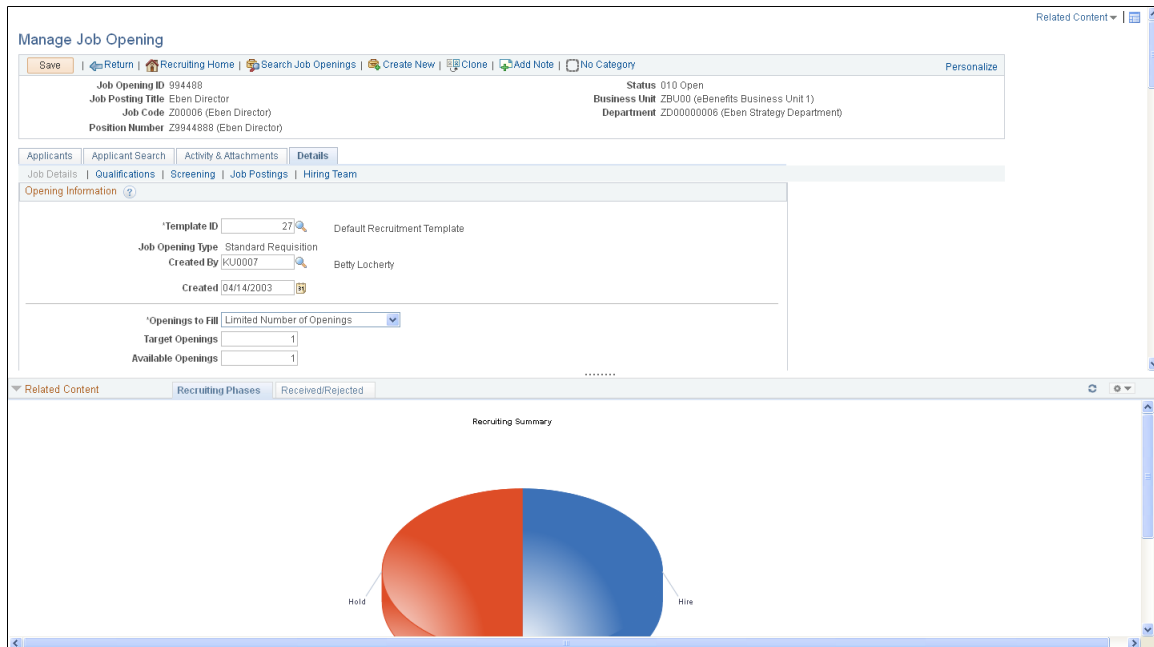 Related Content
Manage Job Opening
Save | Return | Recruiting Home | Search Job Openings | Create New | Clone | Add Note | No Category Personalize
Job Opening ID 994488 Status 010 Open
Job Posting Title Eben Director Business Unit ZBU00 (eBenefits Business Unit 1)
Job Code Z00006 (Eben Director) Department ZD00000006 (Eben Strategy Department)
Position Number Z9944888 (Eben Director)
Applicants Applicant Search Activity & Attachments Details
Job Details | Qualifications | Screening | Job Postings | Hiring Team
Opening Information ?
*Template ID 27 Default Recruitment Template
Job Opening Type Standard Requisition
Created By KU0007 Betty Locherty
Created 04/14/2003 31
*Openings to Fill Limited Number of Openings
Target Openings 1
Available Openings 1
Related Content Recruiting Phases Received/Rejected
Recruiting Summary
Hold Hire